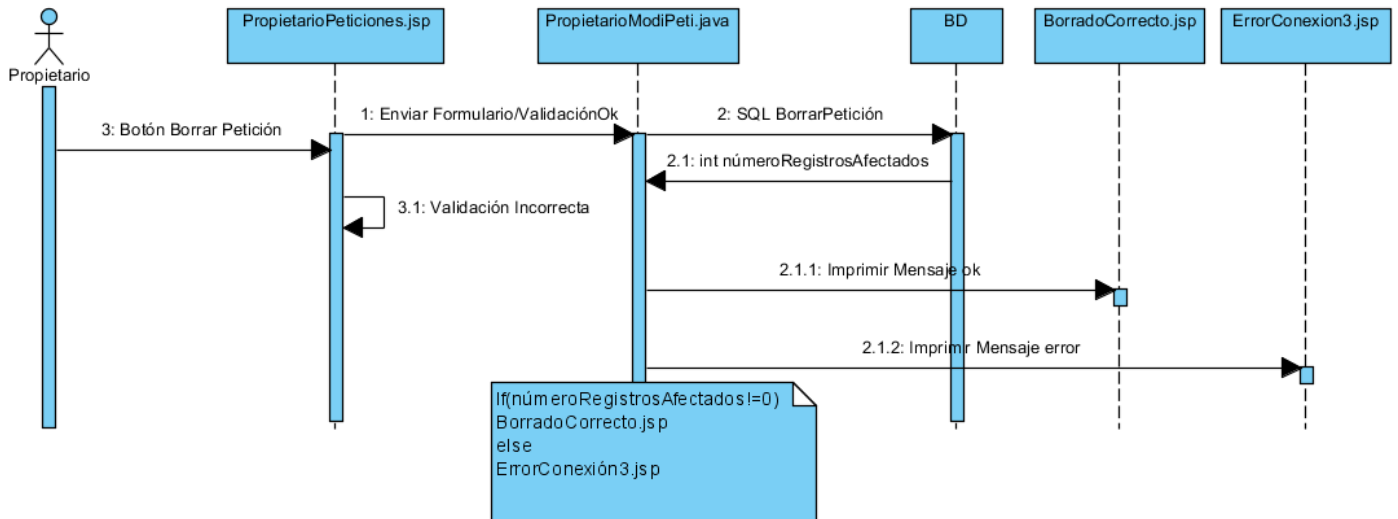 PropietarioPeticiones.jsp
PropietarioModiPeti.java
BD
BorradoCorrecto.jsp
ErrorConexion3.jsp
Propietario
1: Enviar Formulario/ValidaciónOk
2: SQL BorrarPetición
3: Botón Borrar Petición
2.1: int númeroRegistrosAfectados
3.1: Validación Incorrecta
2.1.1: Imprimir Mensaje ok
2.1.2: Imprimir Mensaje error
If(númeroRegistrosAfectados!=0)
BorradoCorrecto.jsp
else
ErrorConexión3.jsp